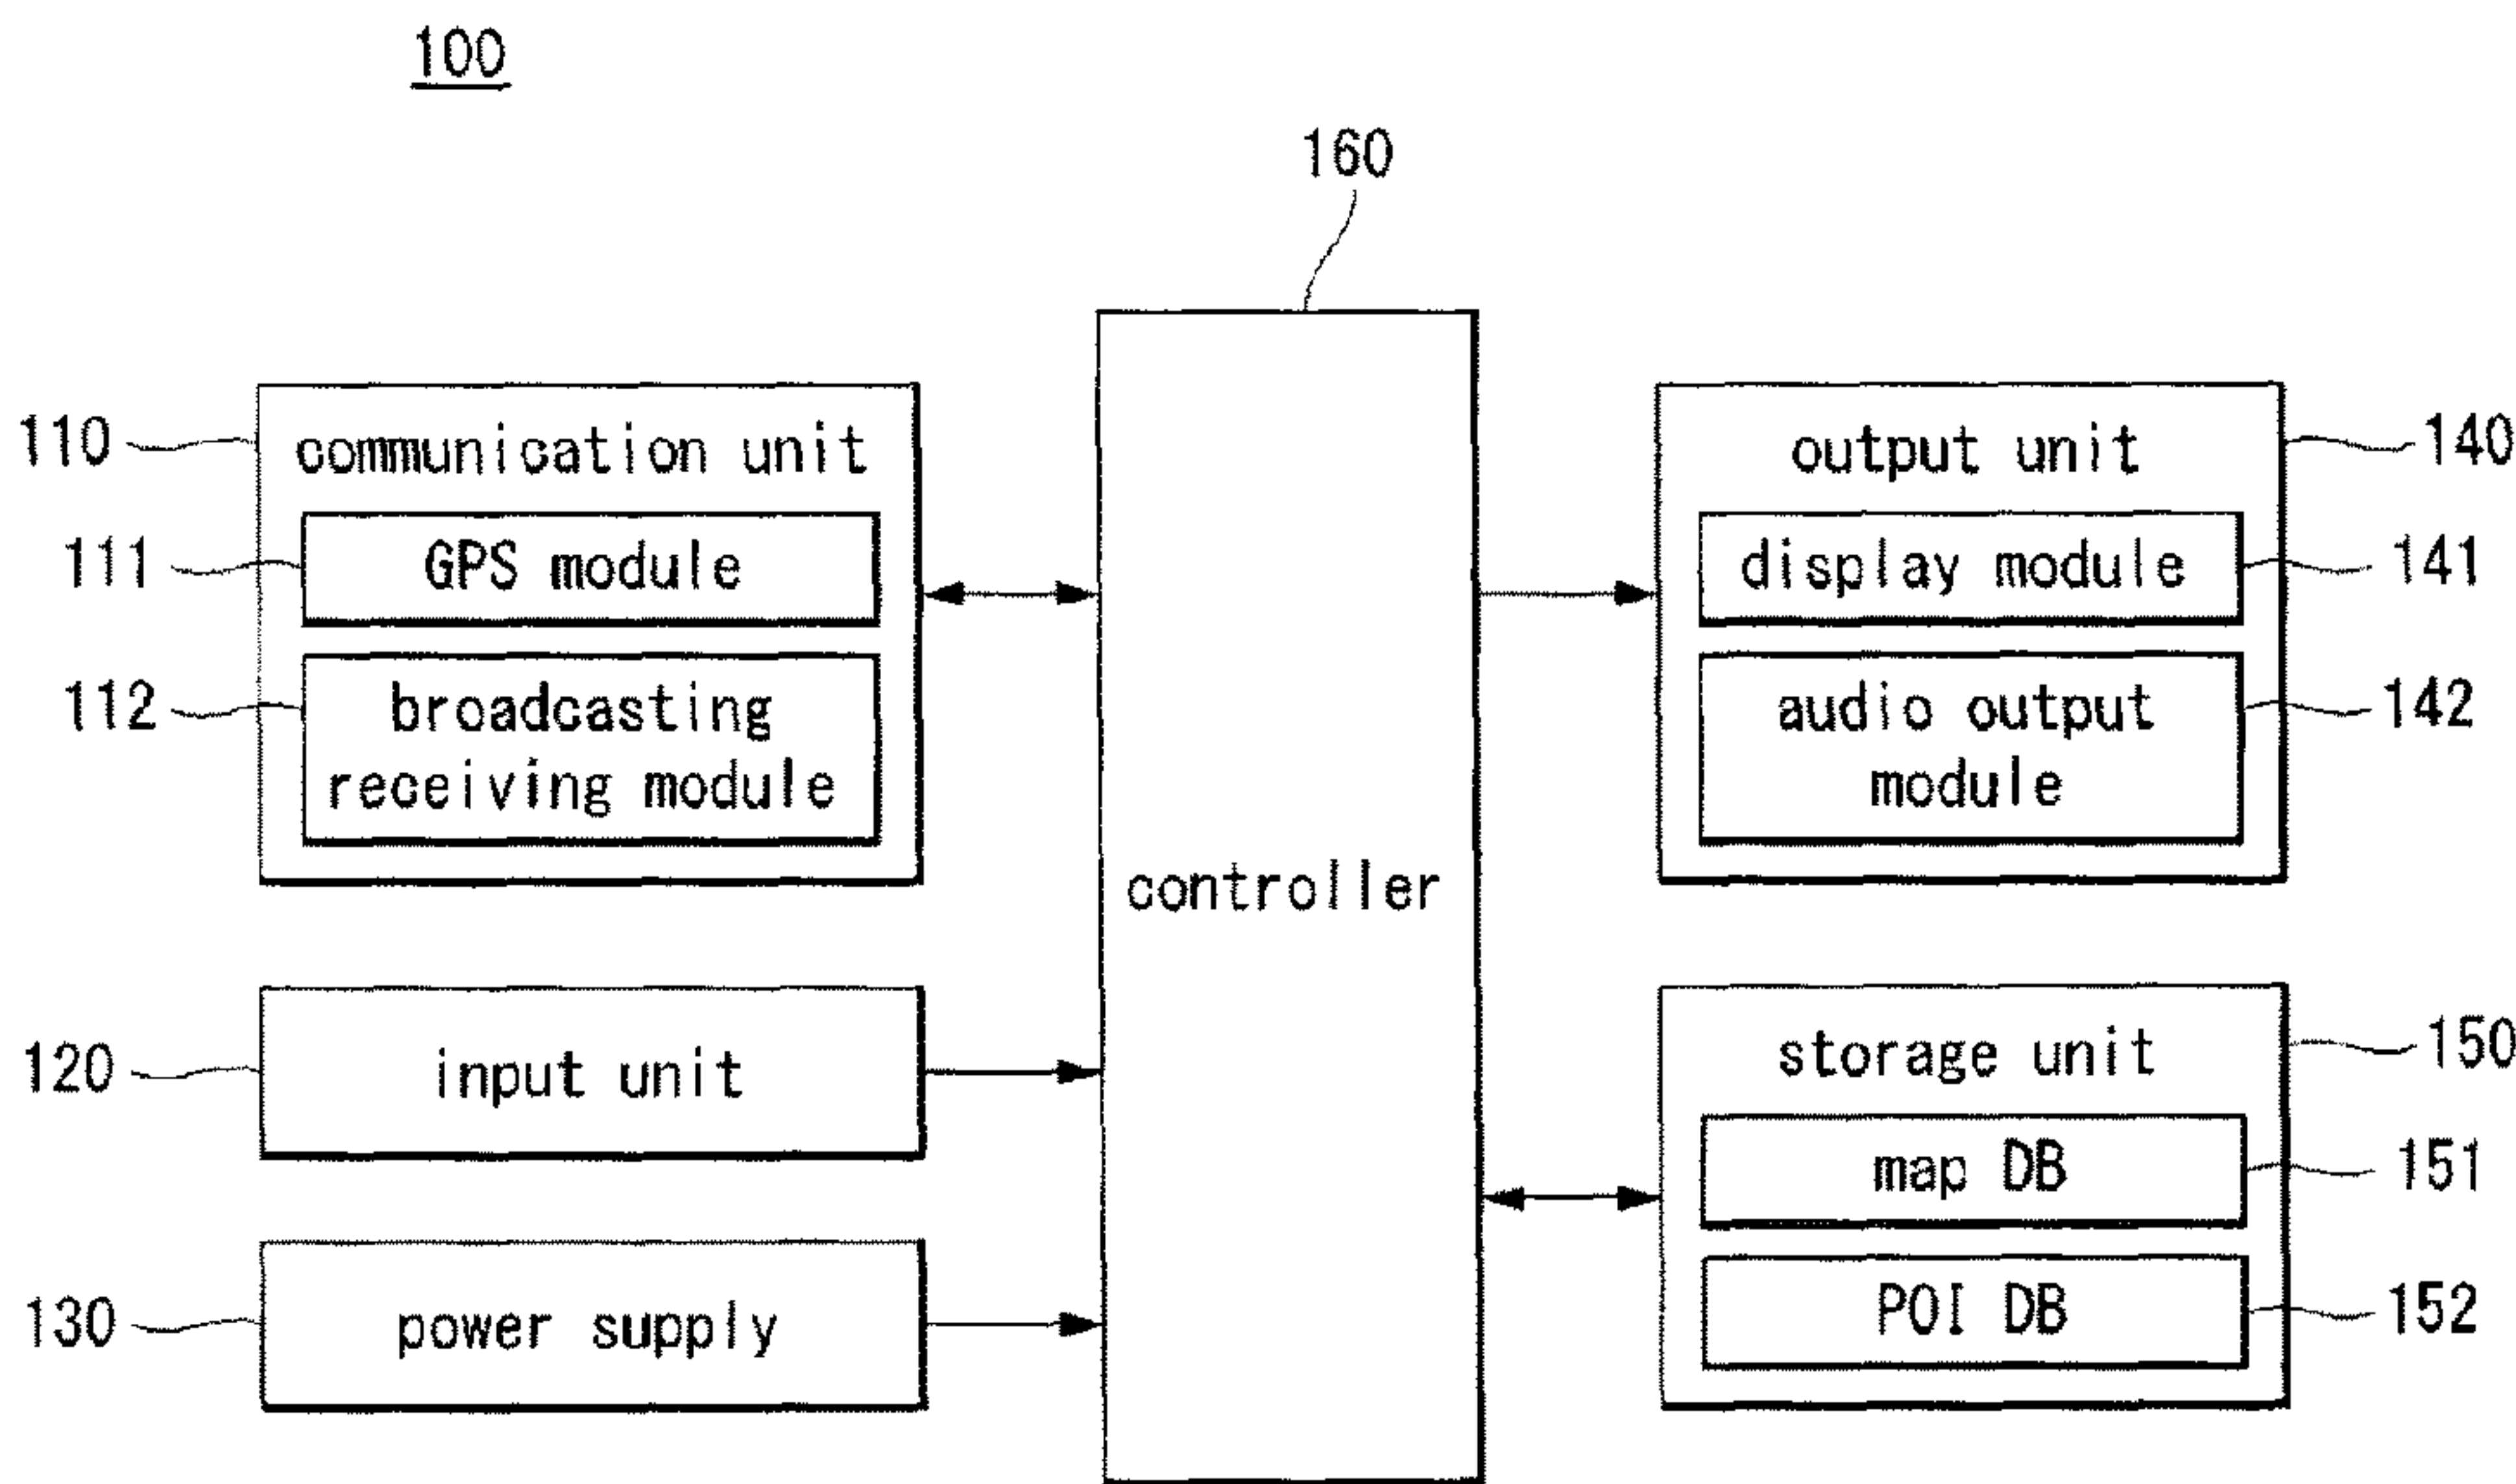 100
160
110
communication unit
111
GPS module
112
broadcasting
receiving module
controller
output unit
140
display module
141
audio output
module
142
120
input unit
130
power supply
storage unit
150
map DB
151
POI DB
152